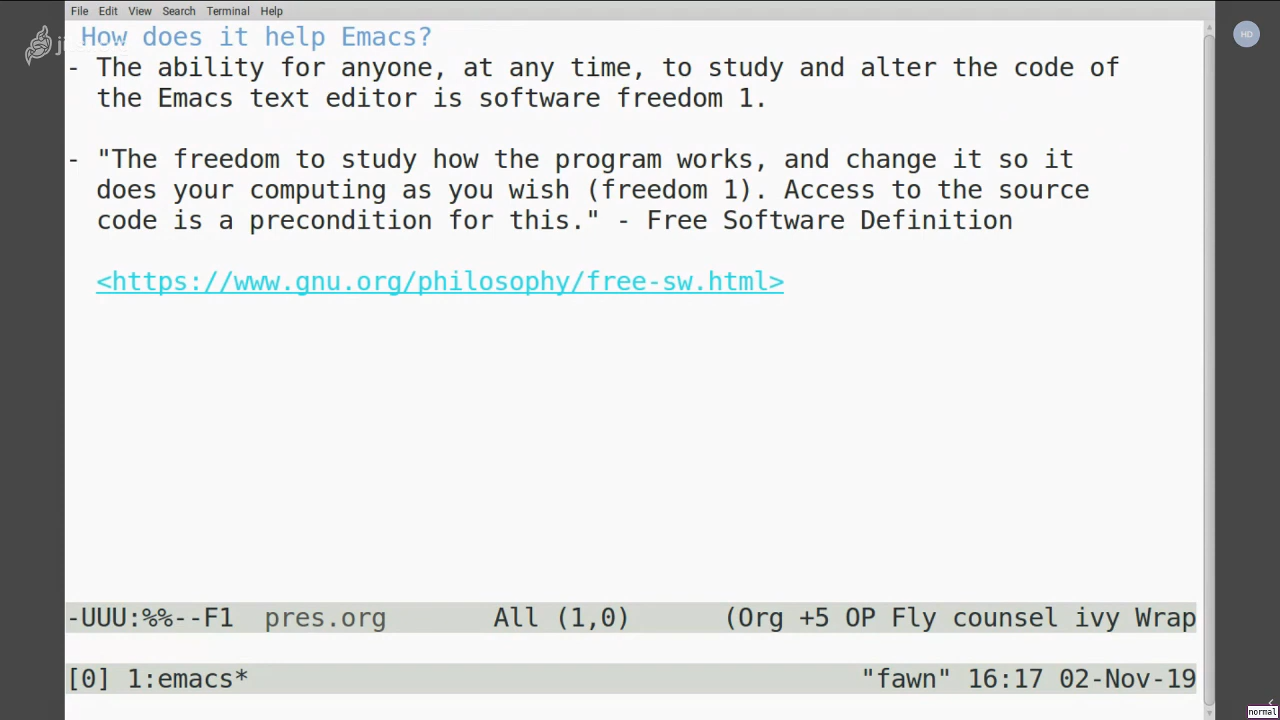 File Edit View Search Terminal Help
How does it help Emacs?
- The ability for anyone, at any time, to study and alter the code of
the Emacs text editor is software freedom 1.
- "The freedom to study how the program works, and change it so it
does your computing as you wish (freedom 1). Access to the source
code is a precondition for this." - Free Software Definition
<https://www.gnu.org/philosophy/free-sw.html>
-UUU:%%--F1 pres.org All (1,0) (Org +5 OP Fly counsel ivy Wrap
[0] 1:emacs* "fawn" 16:17 02-Nov-19
HD
normal